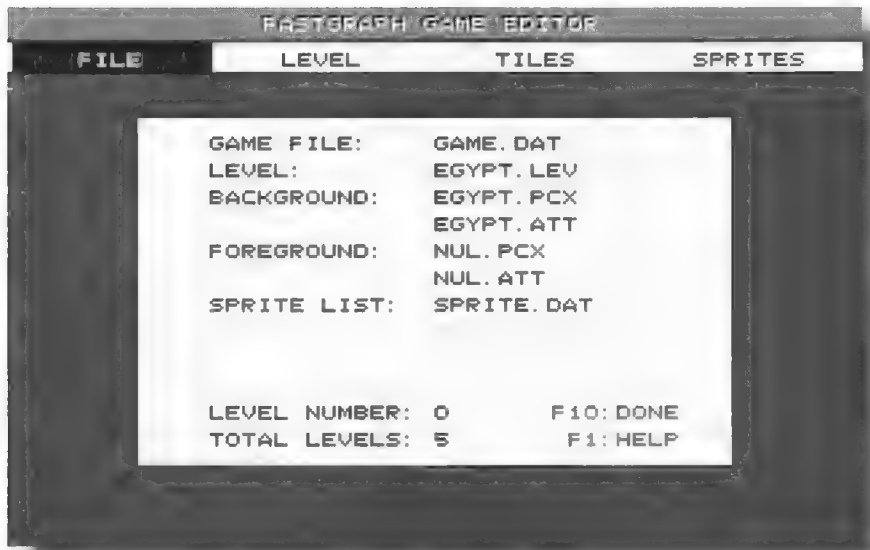 FASTGRAPH GAME EDITOR
FILE LEVEL TILES SPRITES
GAME FILE: GAME.DAT
LEVEL: EGYPT.LEV
BACKGROUND: EGYPT.PCX
EGYPT.ATT
FOREGROUND: NUL.PCX
NUL.ATT
SPRITE LIST: SPRITE.DAT
LEVEL NUMBER: 0 F10: DONE
TOTAL LEVELS: 5 F1: HELP